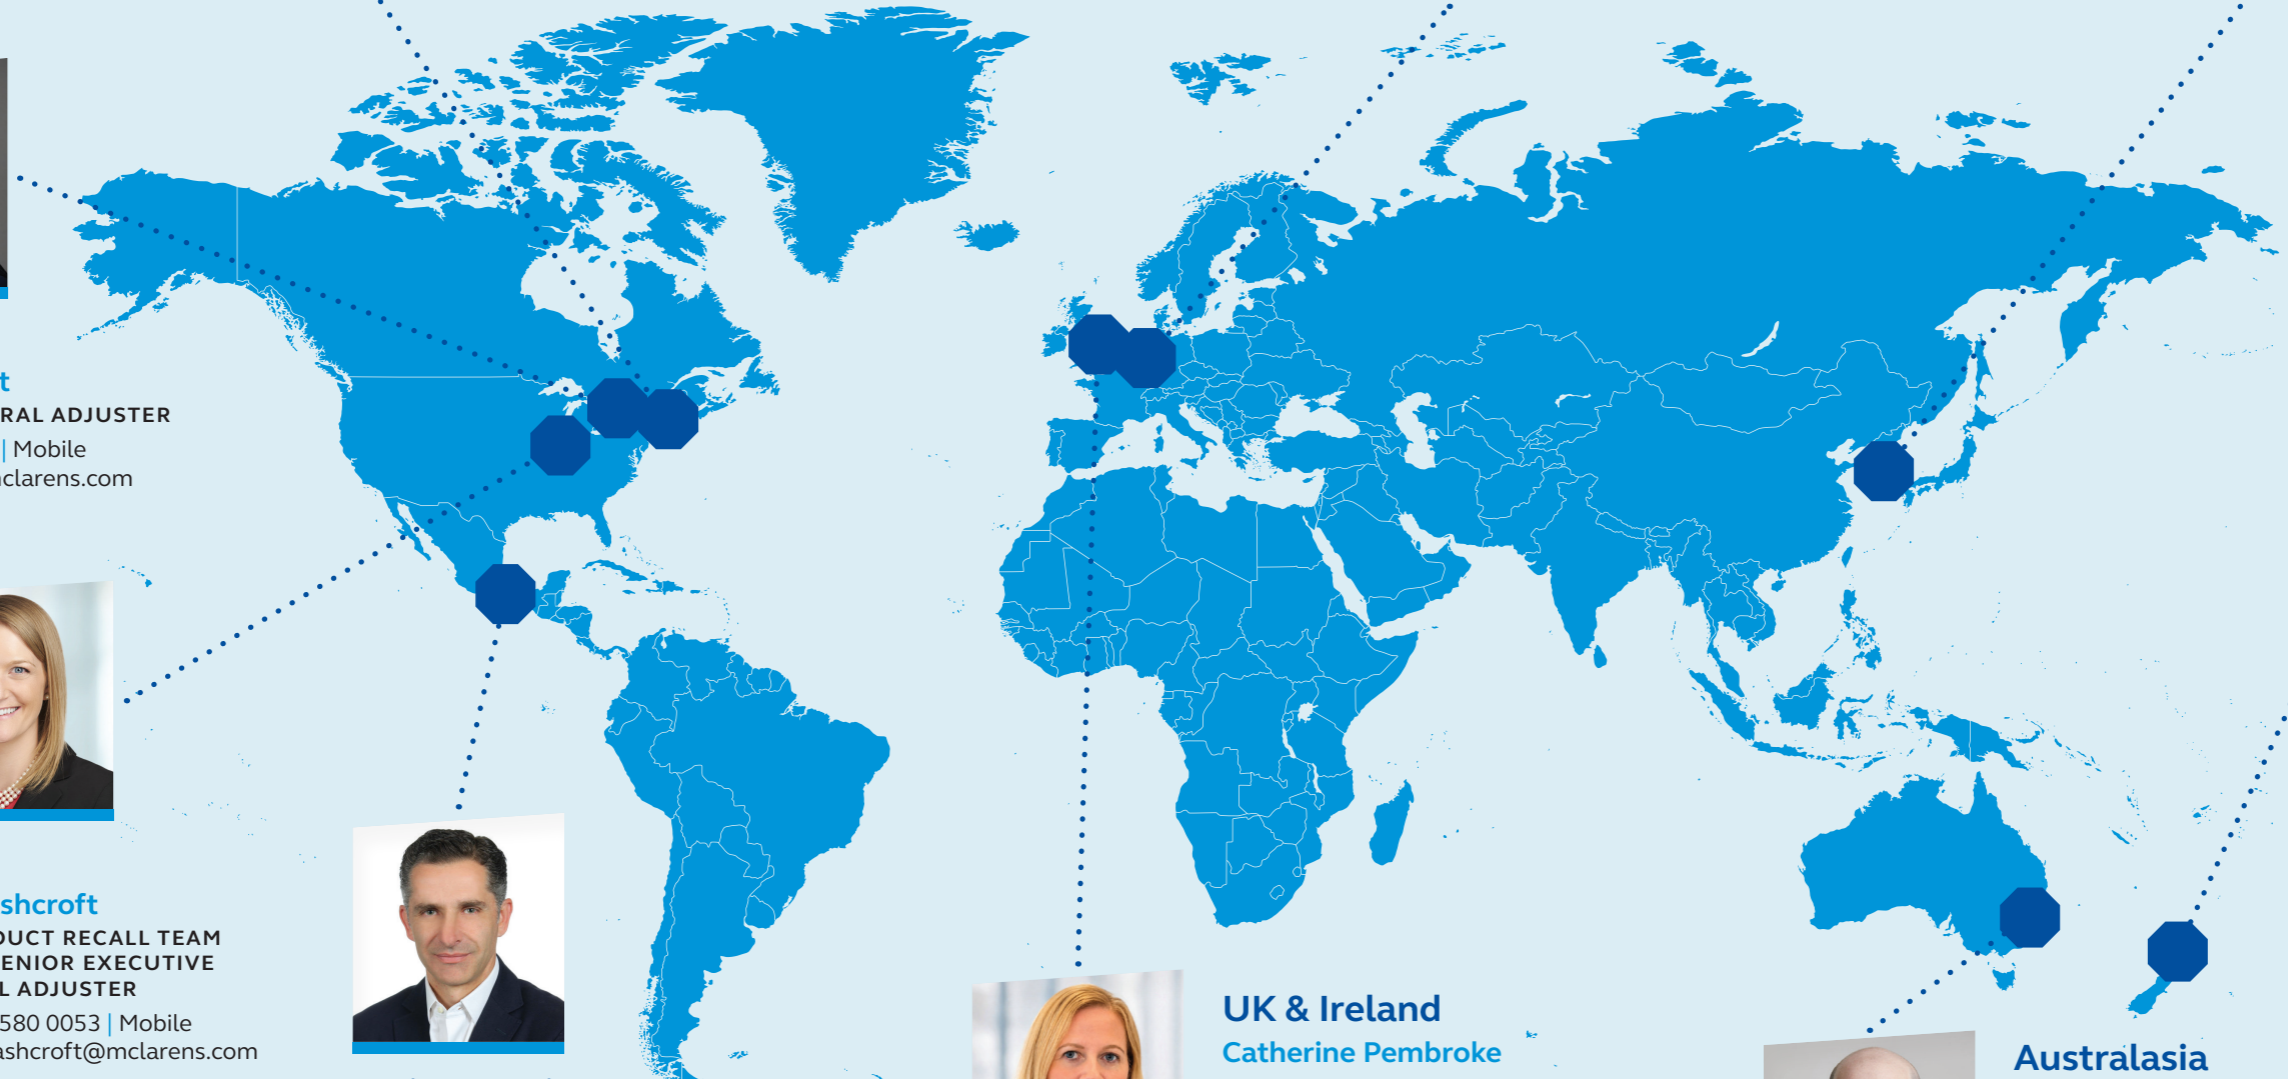 t
RAL ADJUSTER
| Mobile
clarens.com
shcroft
DUCT RECALL TEAM
ENIOR EXECUTIVE
L ADJUSTER
580 0053 | Mobile
ashcroft@mclarens.com
UK & Ireland
Catherine Pembroke
Australasia